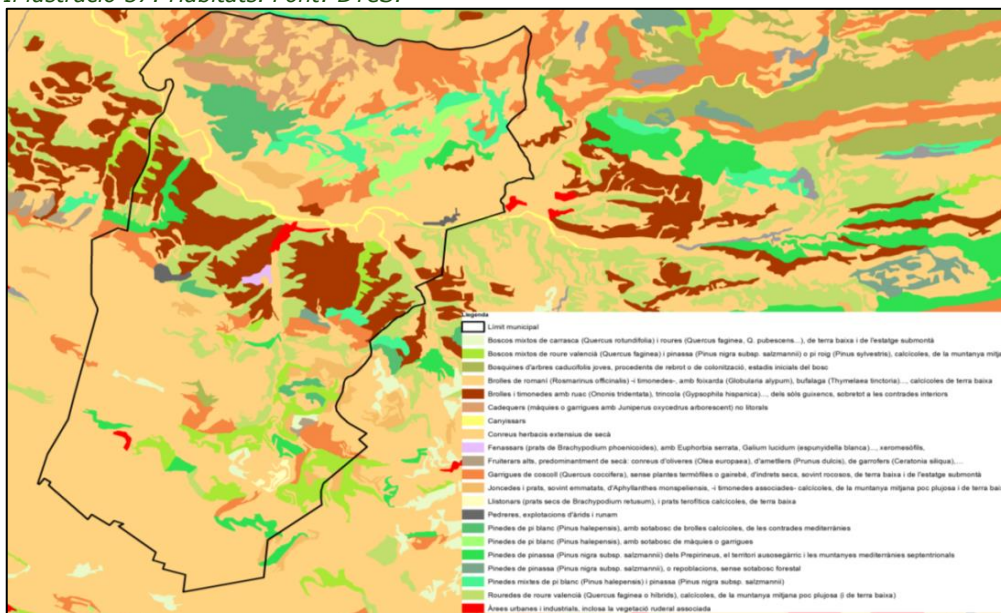 Il·lustració 37. Hàbitats. Font: DTES.
Llegenda
Límit municipal
Boscos mixtos de carrasca (Quercus rotundifolia) i roures (Quercus faginea, Q. pubescens...), de terra baixa i de l'estatge submontà
Boscos mixtos de roure valencià (Quercus faginea) i pinassa (Pinus nigra subsp. salzmannii) o pi roig (Pinus sylvestris), calcícoles, de la muntanya mitja
Bosquines d'arbres caducifolis joves, procedents de rebrot o de colonització, estadis inicials del bosc
Brolles de romaní (Rosmarinus officinalis) -i timonedes-, amb foixarda (Globularia alypum), bufalaga (Thymelaea tinctoria)..., calcícoles de terra baixa
Brolles i timonedes amb ruac (Ononis tridentata), trincola (Gypsophila hispanica)..., dels sòls guixencs, sobretot a les contrades interiors
Cadequers (màquies o garrigues amb Juniperus oxycedrus arborescent) no litorals
Canyissars
Conreus herbacis extensius de secà
Fenassars (prats de Brachypodium phoenicoides), amb Euphorbia serrata, Galium lucidum (espunyidella blanca)..., xeromesòfils,
Fruiterars alts, predominantment de secà: conreus d'oliveres (Olea europaea), d'ametllers (Prunus dulcis), de garrofers (Ceratonia siliqua),...
Garrigues de coscoll (Quercus coccifera), sense plantes termòfiles o gairebé, d'indrets secs, sovint rocosos, de terra baixa i de l'estatge submontà
Joncedes i prats, sovint emmatats, d'Aphyllanthes monspeliensis, -i timonedes associades- calcícoles, de la muntanya mitjana poc plujosa i de terra baix
Llistonars (prats secs de Brachypodium retusum), i prats terofítics calcícoles, de terra baixa
Pedreres, explotacions d'àrids i runam
Pinedes de pi blanc (Pinus halepensis), amb sotabosc de brolles calcícoles, de les contrades mediterrànies
Pinedes de pi blanc (Pinus halepensis), amb sotabosc de màquies o garrigues
Pinedes de pinassa (Pinus nigra subsp. salzmannii) dels Prepirineus, el territori ausosegàrric i les muntanyes mediterrànies septentrionals
Pinedes de pinassa (Pinus nigra subsp. salzmannii), o repoblacions, sense sotabosc forestal
Pinedes mixtes de pi blanc (Pinus halepensis) i pinassa (Pinus nigra subsp. salzmannii)
Rouredes de roure valencià (Quercus faginea o híbrids), calcícoles, de la muntanya mitjana poc plujosa (i de terra baixa)
Àrees urbanes i industrials, inclosa la vegetació ruderal associada